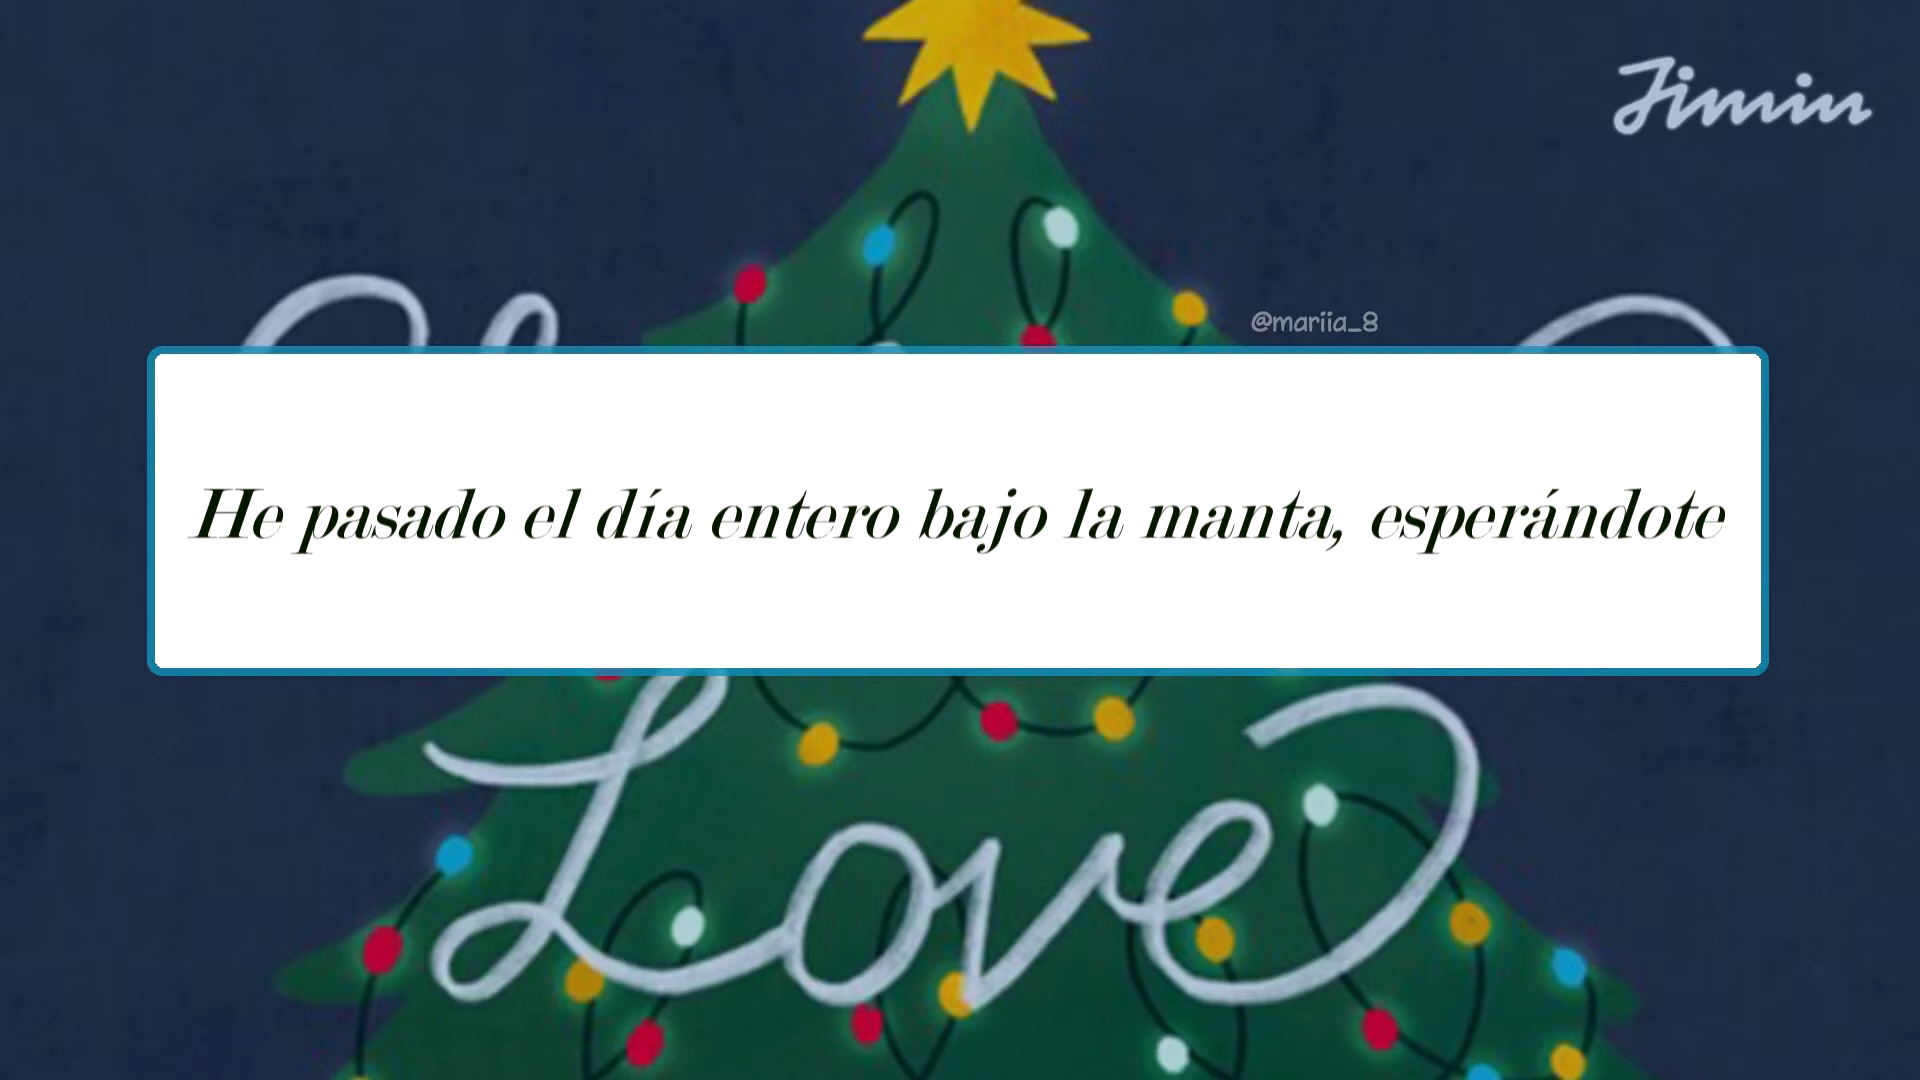 Jimin
@mariia_8
He pasado el día entero bajo la manta, esperándote
Love